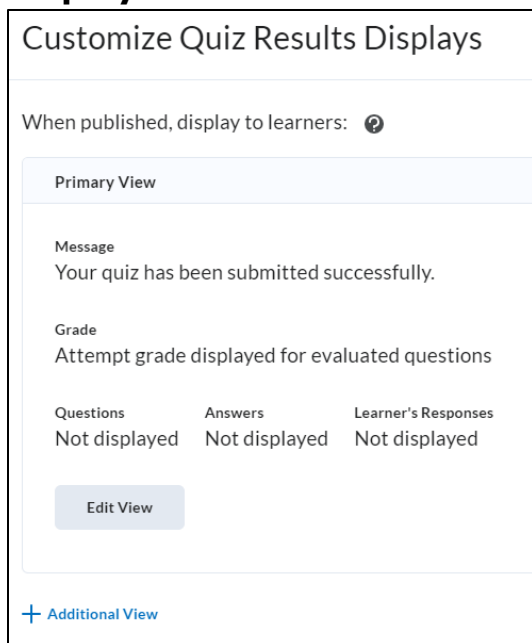 Customize Quiz Results Displays
When published, display to learners:
Primary View
Message
Your quiz has been submitted successfully.
Grade
Attempt grade displayed for evaluated questions
Questions Answers Learner's Responses
Not displayed Not displayed Not displayed
Edit View
+ Additional View